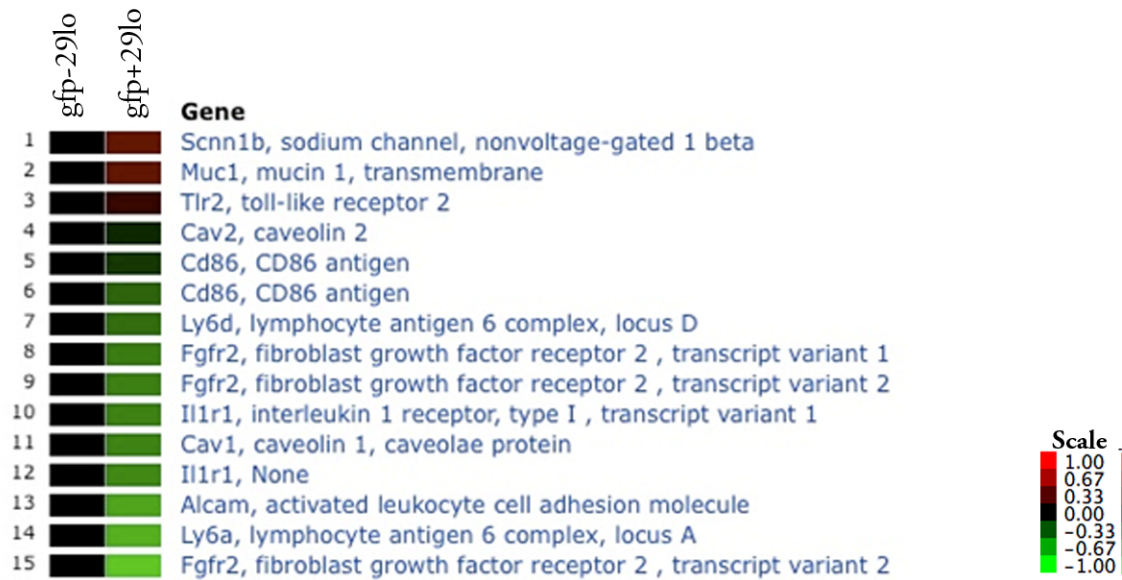 gfp-29lo
gfp+29lo
Gene
1 Scnn1b, sodium channel, nonvoltage-gated 1 beta
2 Muc1, mucin 1, transmembrane
3 Tlr2, toll-like receptor 2
4 Cav2, caveolin 2
5 Cd86, CD86 antigen
6 Cd86, CD86 antigen
7 Ly6d, lymphocyte antigen 6 complex, locus D
8 Fgfr2, fibroblast growth factor receptor 2 , transcript variant 1
9 Fgfr2, fibroblast growth factor receptor 2 , transcript variant 2
10 Il1r1, interleukin 1 receptor, type I , transcript variant 1
11 Cav1, caveolin 1, caveolae protein
12 Il1r1, None
13 Alcam, activated leukocyte cell adhesion molecule
14 Ly6a, lymphocyte antigen 6 complex, locus A
15 Fgfr2, fibroblast growth factor receptor 2 , transcript variant 2
Scale
1.00
0.67
0.33
0.00
-0.33
-0.67
-1.00